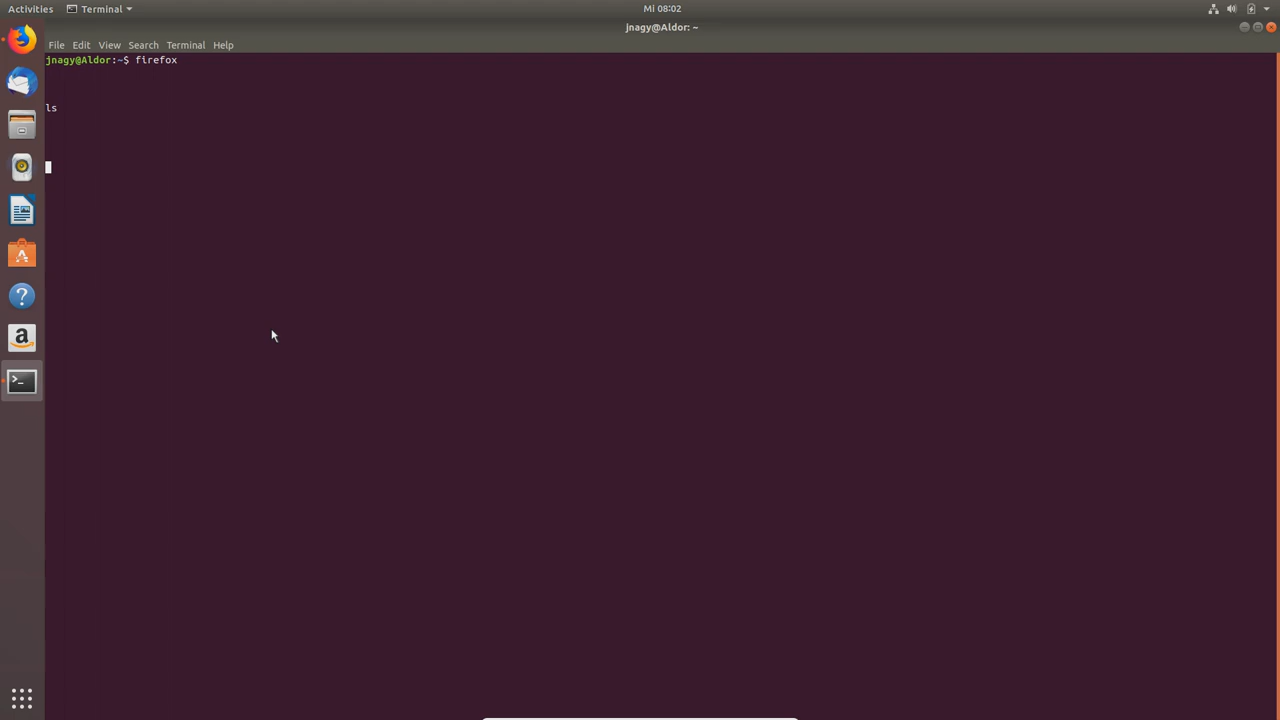 Activities Terminal Mi 08:02
jnagy@Aldor: ~
File Edit View Search Terminal Help
jnagy@Aldor:~$ firefox
ls